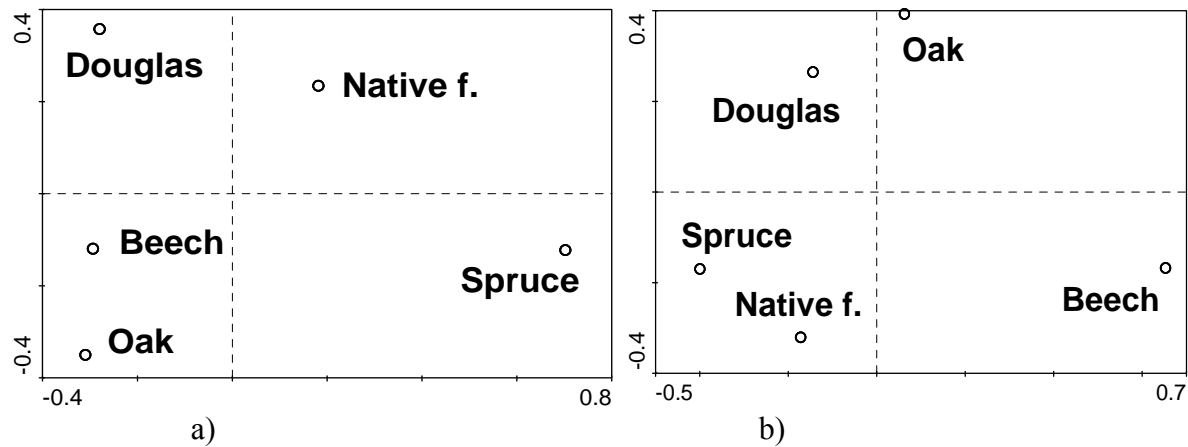 0.4
Douglas
Native f.
Beech
Spruce
Oak
-0.4
-0.4
0.8
a)
0.4
Oak
Douglas
Spruce
Native f.
Beech
-0.4
-0.5
0.7
b)